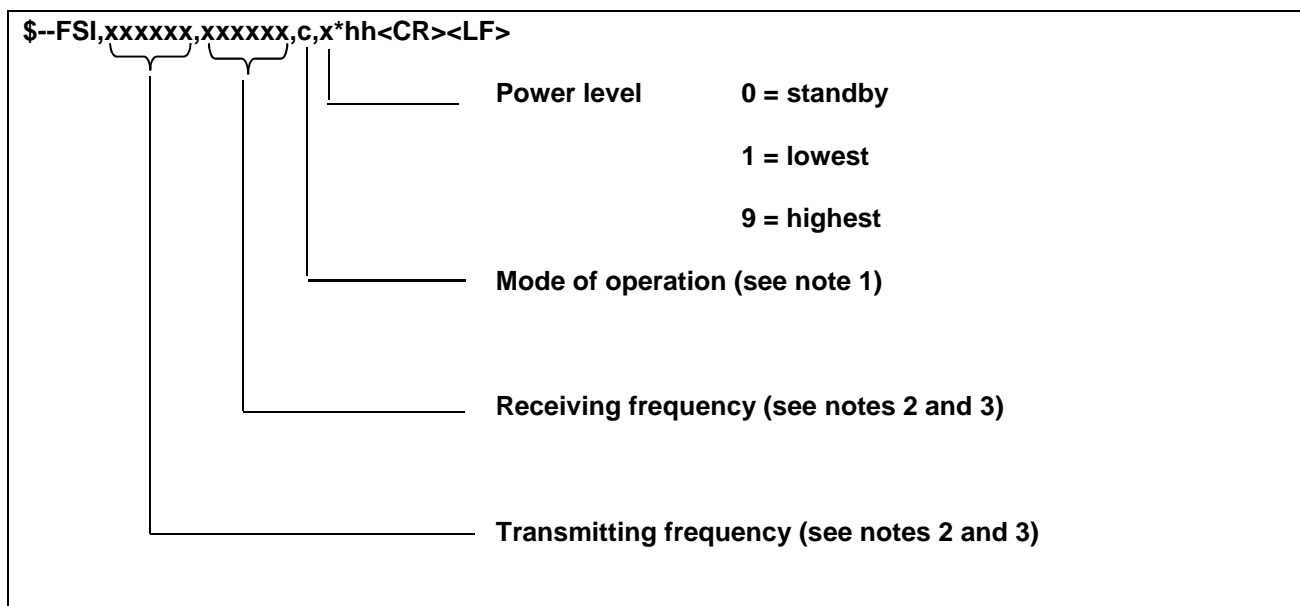 $--FSI,xxxxxx,xxxxxx,c,x*hh<CR><LF>
Power level 0 = standby
1 = lowest
9 = highest
Mode of operation (see note 1)
Receiving frequency (see notes 2 and 3)
Transmitting frequency (see notes 2 and 3)